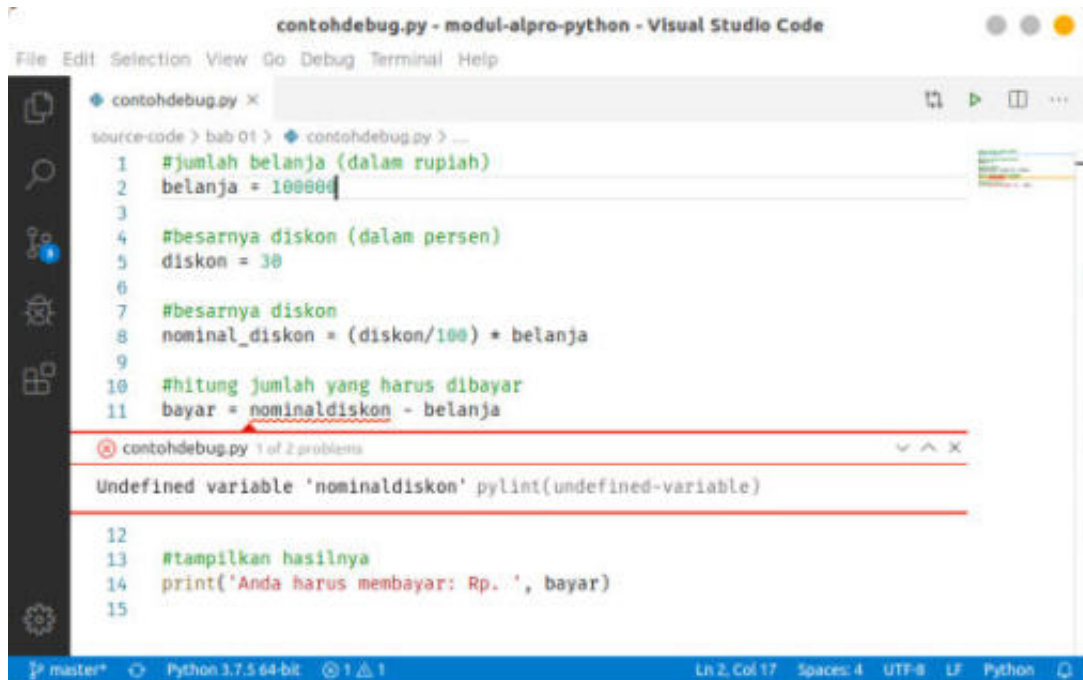 contohdebug.py - modul-alpro-python - Visual Studio Code
File Edit Selection View Go Debug Terminal Help
contohdebug.py ×
source-code > bab 01 > contohdebug.py > ...
1 #jumlah belanja (dalam rupiah)
2 belanja = 100000
3
4 #besarnya diskon (dalam persen)
5 diskon = 30
6
7 #besarnya diskon
8 nominal_diskon = (diskon/100) * belanja
9
10 #hitung jumlah yang harus dibayar
11 bayar = nominaldiskon - belanja
contohdebug.py 1 of 2 problems
Undefined variable 'nominaldiskon' pylint(undefined-variable)
12
13 #tampilkan hasilnya
14 print('Anda harus membayar: Rp. ', bayar)
15
master* Python 3.7.5 64-bit 1 1 Ln 2, Col 17 Spaces: 4 UTF-8 LF Python